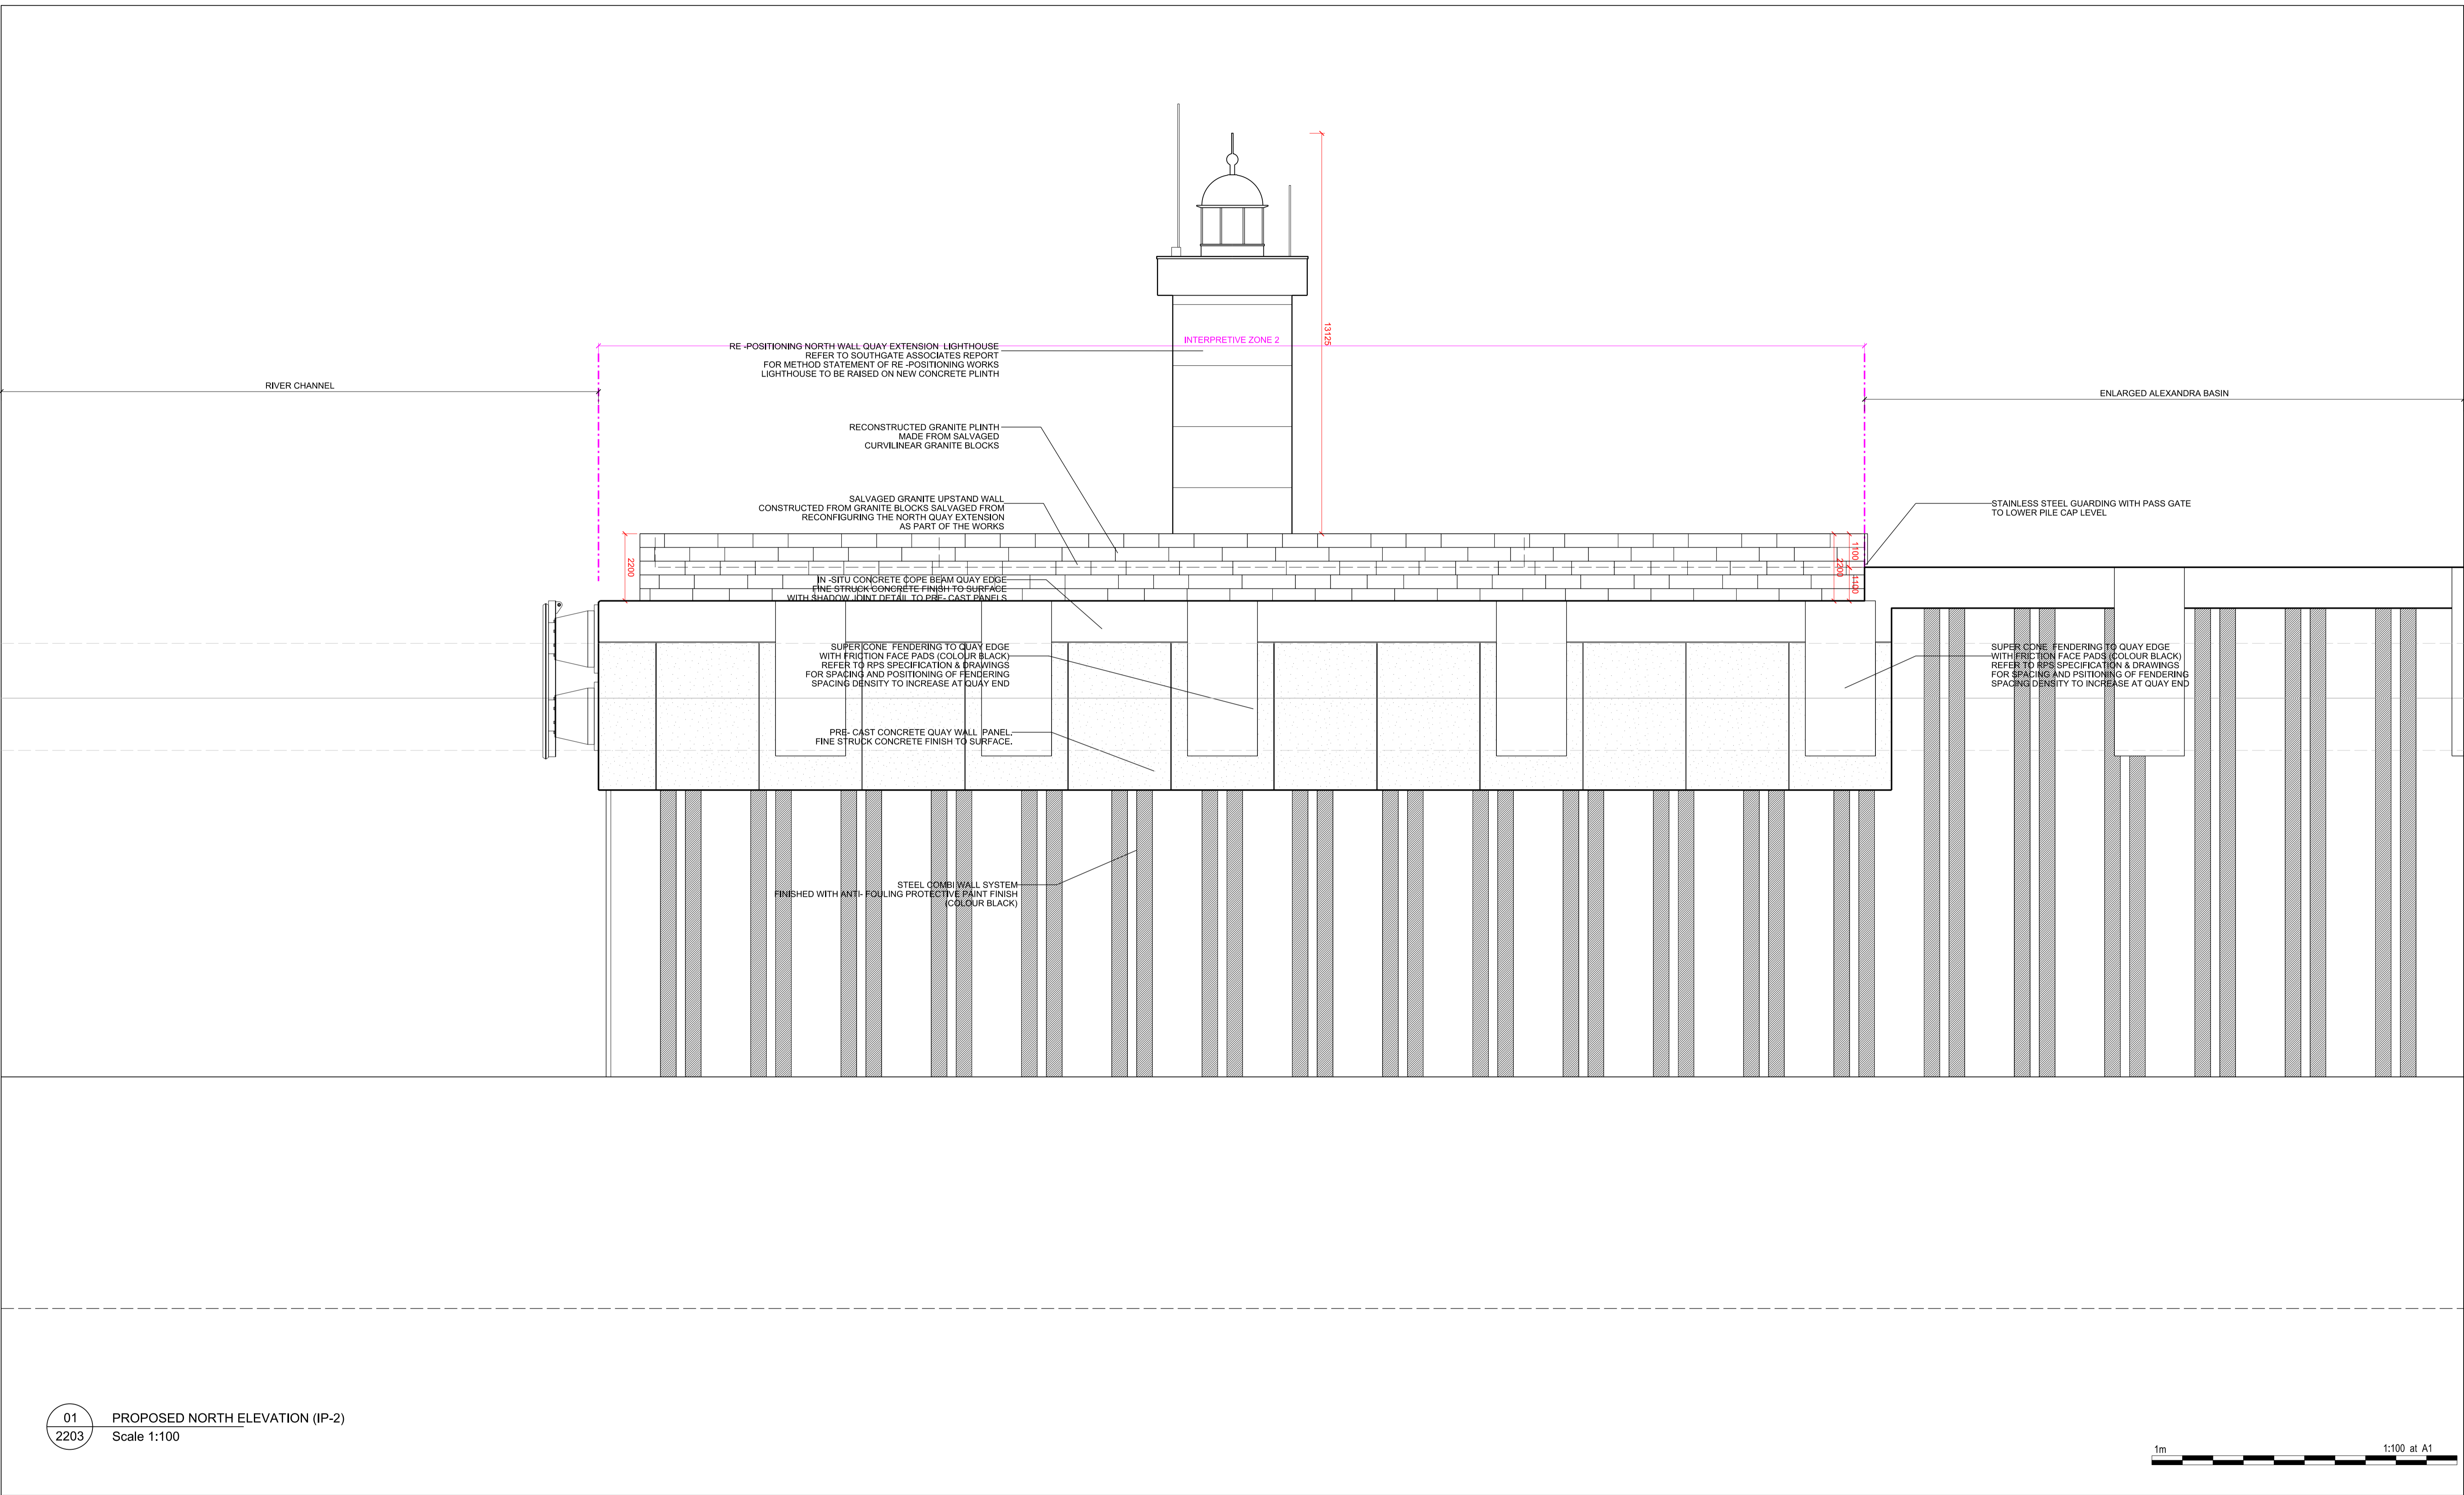 13125
INTERPRETIVE ZONE 2
RE -POSITIONING NORTH WALL QUAY EXTENSION  LIGHTHOUSE
REFER TO SOUTHGATE ASSOCIATES REPORT
FOR METHOD STATEMENT OF RE -POSITIONING WORKS
LIGHTHOUSE TO BE RAISED ON NEW CONCRETE PLINTH
RIVER CHANNEL
ENLARGED ALEXANDRA BASIN
RECONSTRUCTED GRANITE PLINTH
MADE FROM SALVAGED
CURVILINEAR GRANITE BLOCKS
SALVAGED GRANITE UPSTAND WALL
CONSTRUCTED FROM GRANITE BLOCKS SALVAGED FROM
RECONFIGURING THE NORTH QUAY EXTENSION
AS PART OF THE WORKS
STAINLESS STEEL GUARDING WITH PASS GATE
TO LOWER PILE CAP LEVEL
2200
1100
2200
1100
IN -SITU CONCRETE COPE BEAM QUAY EDGE
FINE STRUCK CONCRETE FINISH TO SURFACE
WITH SHADOW JOINT DETAIL TO PRE- CAST PANELS
SUPER CONE  FENDERING TO QUAY EDGE
WITH FRICTION FACE PADS (COLOUR BLACK)
REFER TO RPS SPECIFICATION & DRAWINGS
FOR SPACING AND POSITIONING OF FENDERING
SPACING DENSITY TO INCREASE AT QUAY END
SUPER CONE  FENDERING TO QUAY EDGE
WITH FRICTION FACE PADS (COLOUR BLACK)
REFER TO RPS SPECIFICATION & DRAWINGS
FOR SPACING AND PSITIONING OF FENDERING
SPACING DENSITY TO INCREASE AT QUAY END
PRE- CAST CONCRETE QUAY WALL  PANEL,
FINE STRUCK CONCRETE FINISH TO SURFACE.
STEEL COMBI WALL SYSTEM
FINISHED WITH ANTI- FOULING PROTECTIVE PAINT FINISH
(COLOUR BLACK)
01
2203
PROPOSED NORTH ELEVATION (IP-2)
Scale 1:100
1m
1:100 at A1